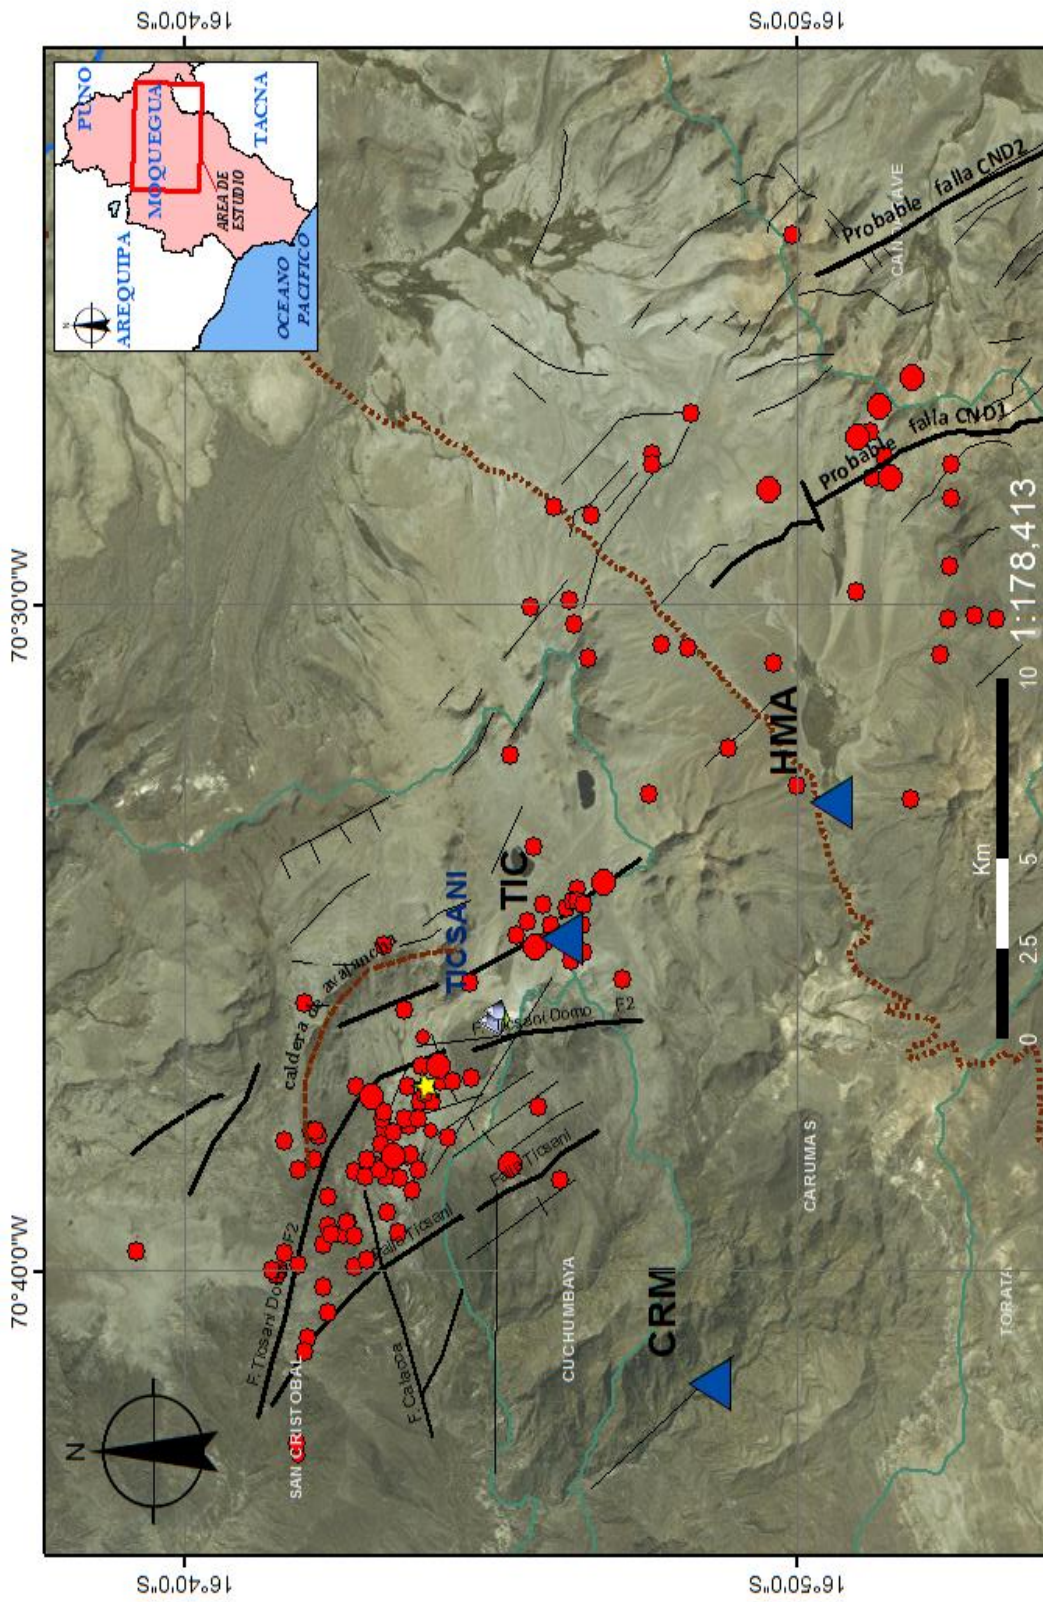 70°40'0"W
70°30'0"W
16°40'0"S
16°40'0"S
16°50'0"S
16°50'0"S
N
N
PUNO
AREQUIPA
MOQUEGUA
TACNA
AREA DE
ESTUDIO
OCEANO
PACIFICO
SAN CRISTOBAL
F. Ticsani Domo F2
caldera de avalancha
F. Calacoa
Falla Ticsani
Falla Ticsani
TICSANI
F. Ticsani Domo F2
TIC
CUCHUMBAYA
CRM
HMA
CARUMAS
TORATA
Probable falla CND1
Probable falla CND2
Km
0 2.5 5 10
1:178,413